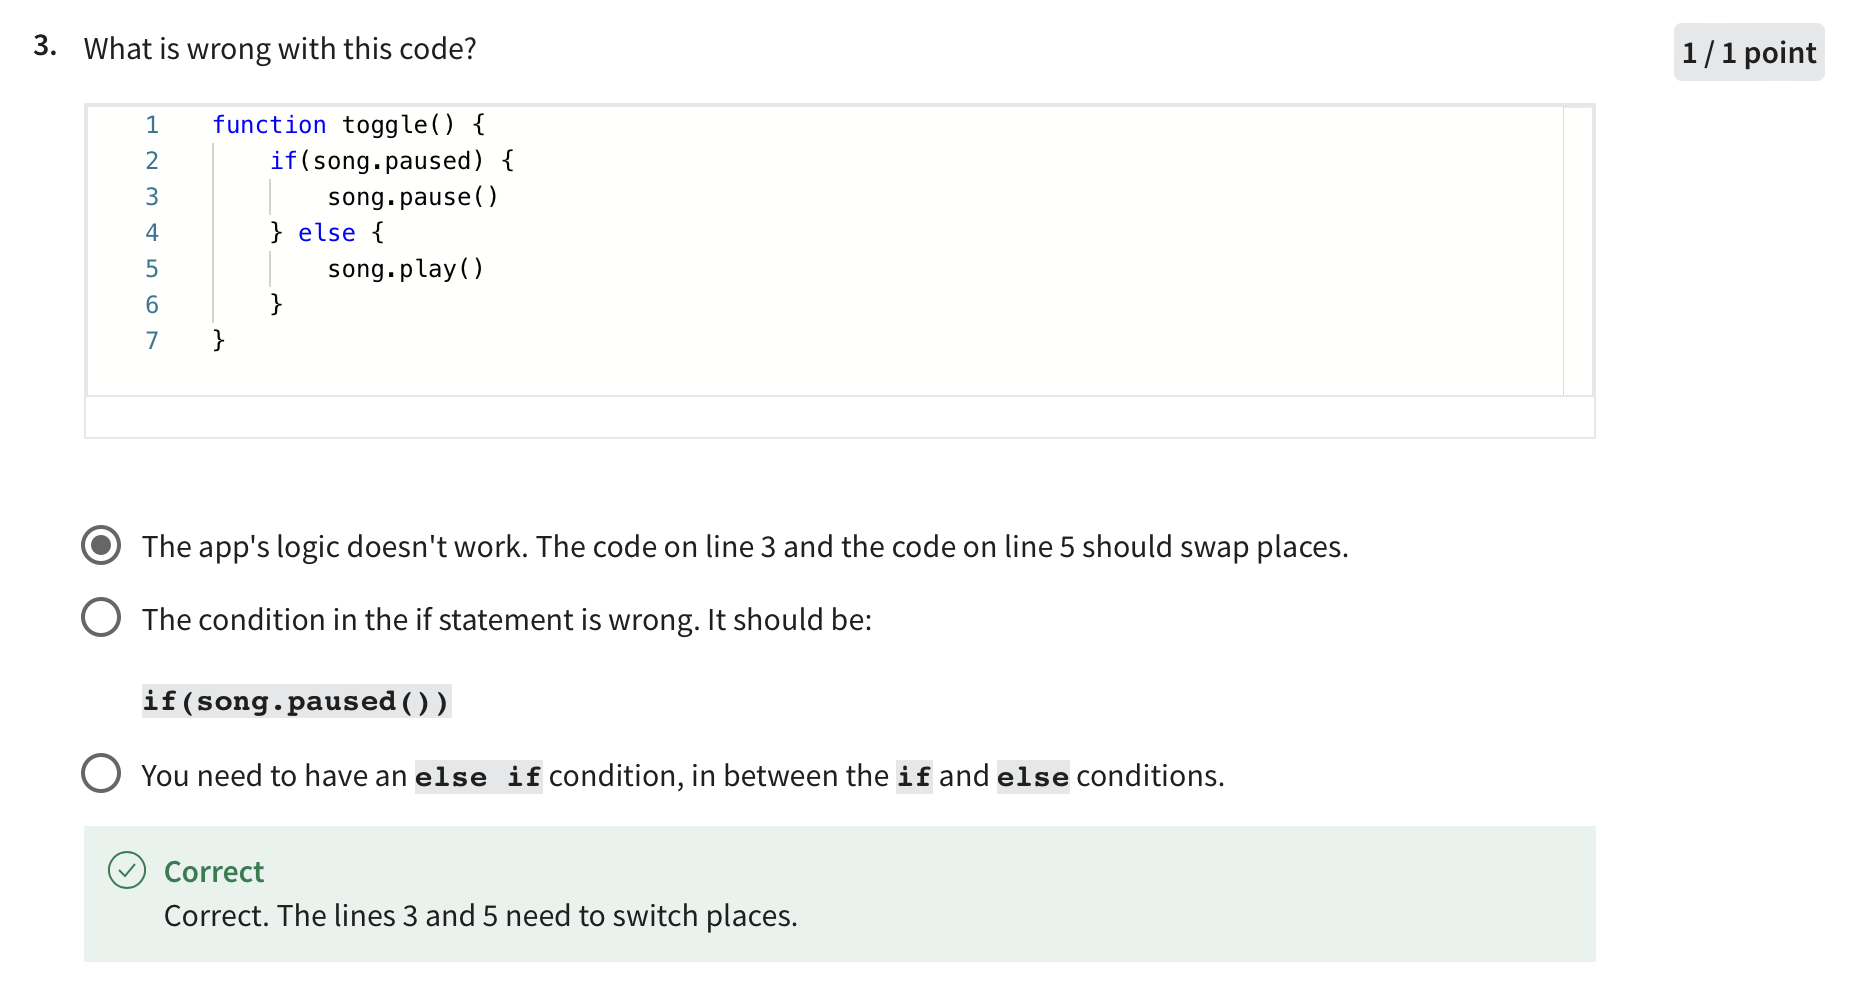 3. What is wrong with this code?
1 / 1 point
1 function toggle() {
2     if(song.paused) {
3         song.pause()
4     } else {
5         song.play()
6     }
7 }
The app's logic doesn't work. The code on line 3 and the code on line 5 should swap places.
The condition in the if statement is wrong. It should be:
if(song.paused())
You need to have an else if condition, in between the if and else conditions.
Correct
Correct. The lines 3 and 5 need to switch places.